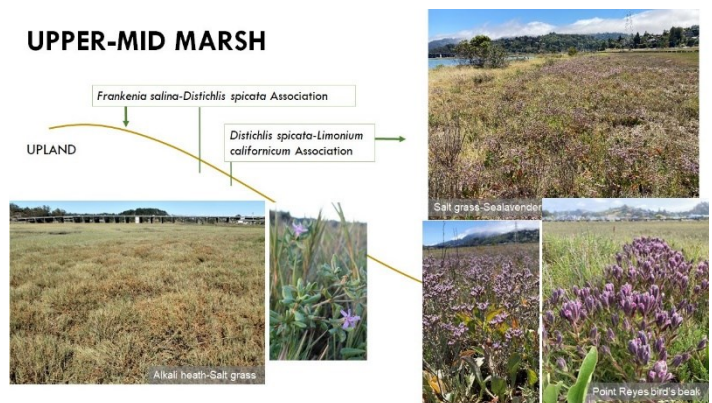 UPPER-MID MARSH
Frankenia salina-Distichlis spicata Association
Distichlis spicata-Limonium
californicum Association
UPLAND
Salt grass-Sealavender
Alkali heath-Salt grass
Point Reyes bird's beak